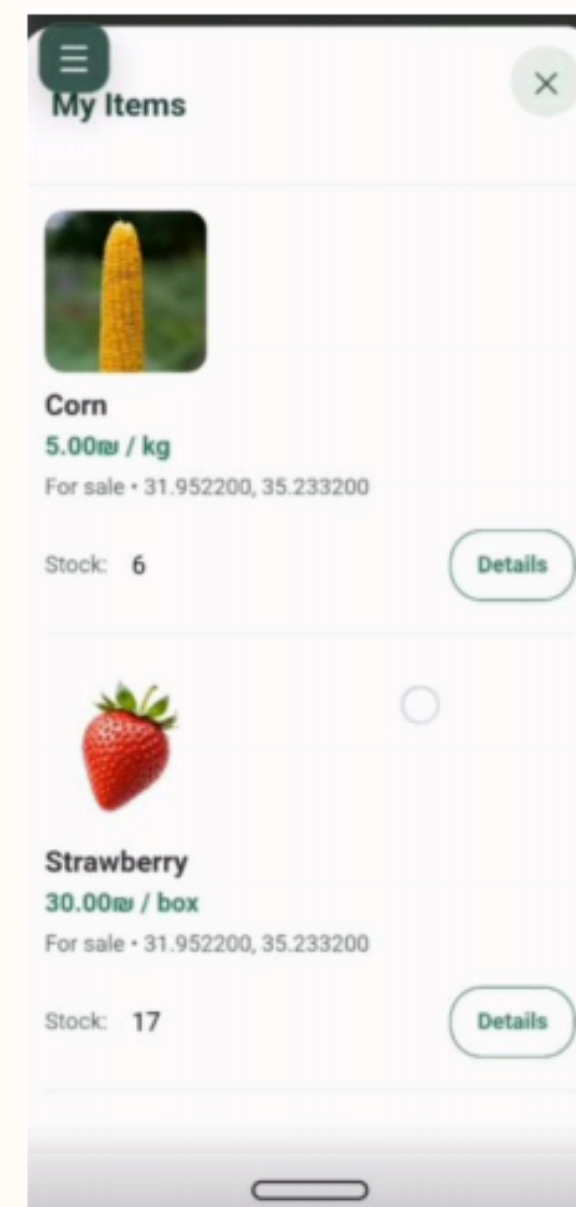 My Items
Corn
5.00₪ / kg
For sale • 31.952200, 35.233200
Stock: 6
Details
Strawberry
30.00₪ / box
For sale • 31.952200, 35.233200
Stock: 17
Details